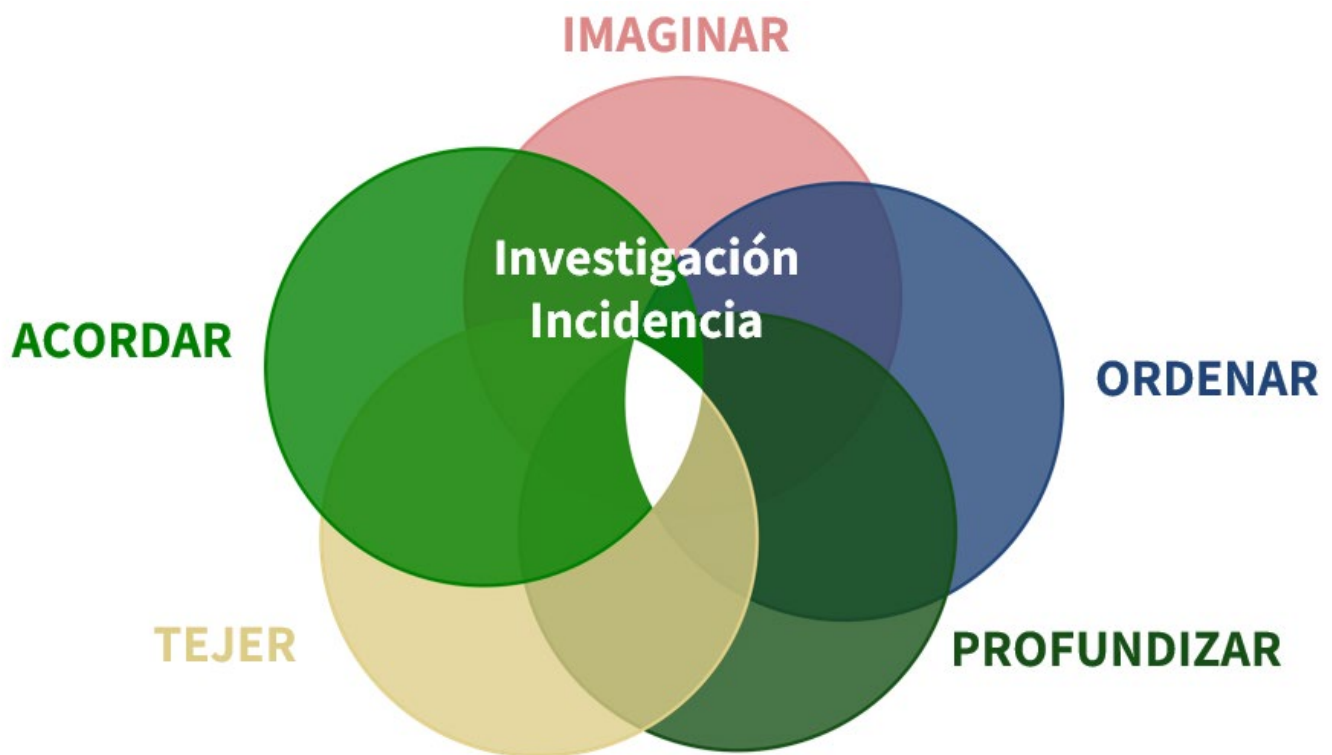 IMAGINAR
Investigación
Incidencia
ACORDAR
ORDENAR
TEJER
PROFUNDIZAR